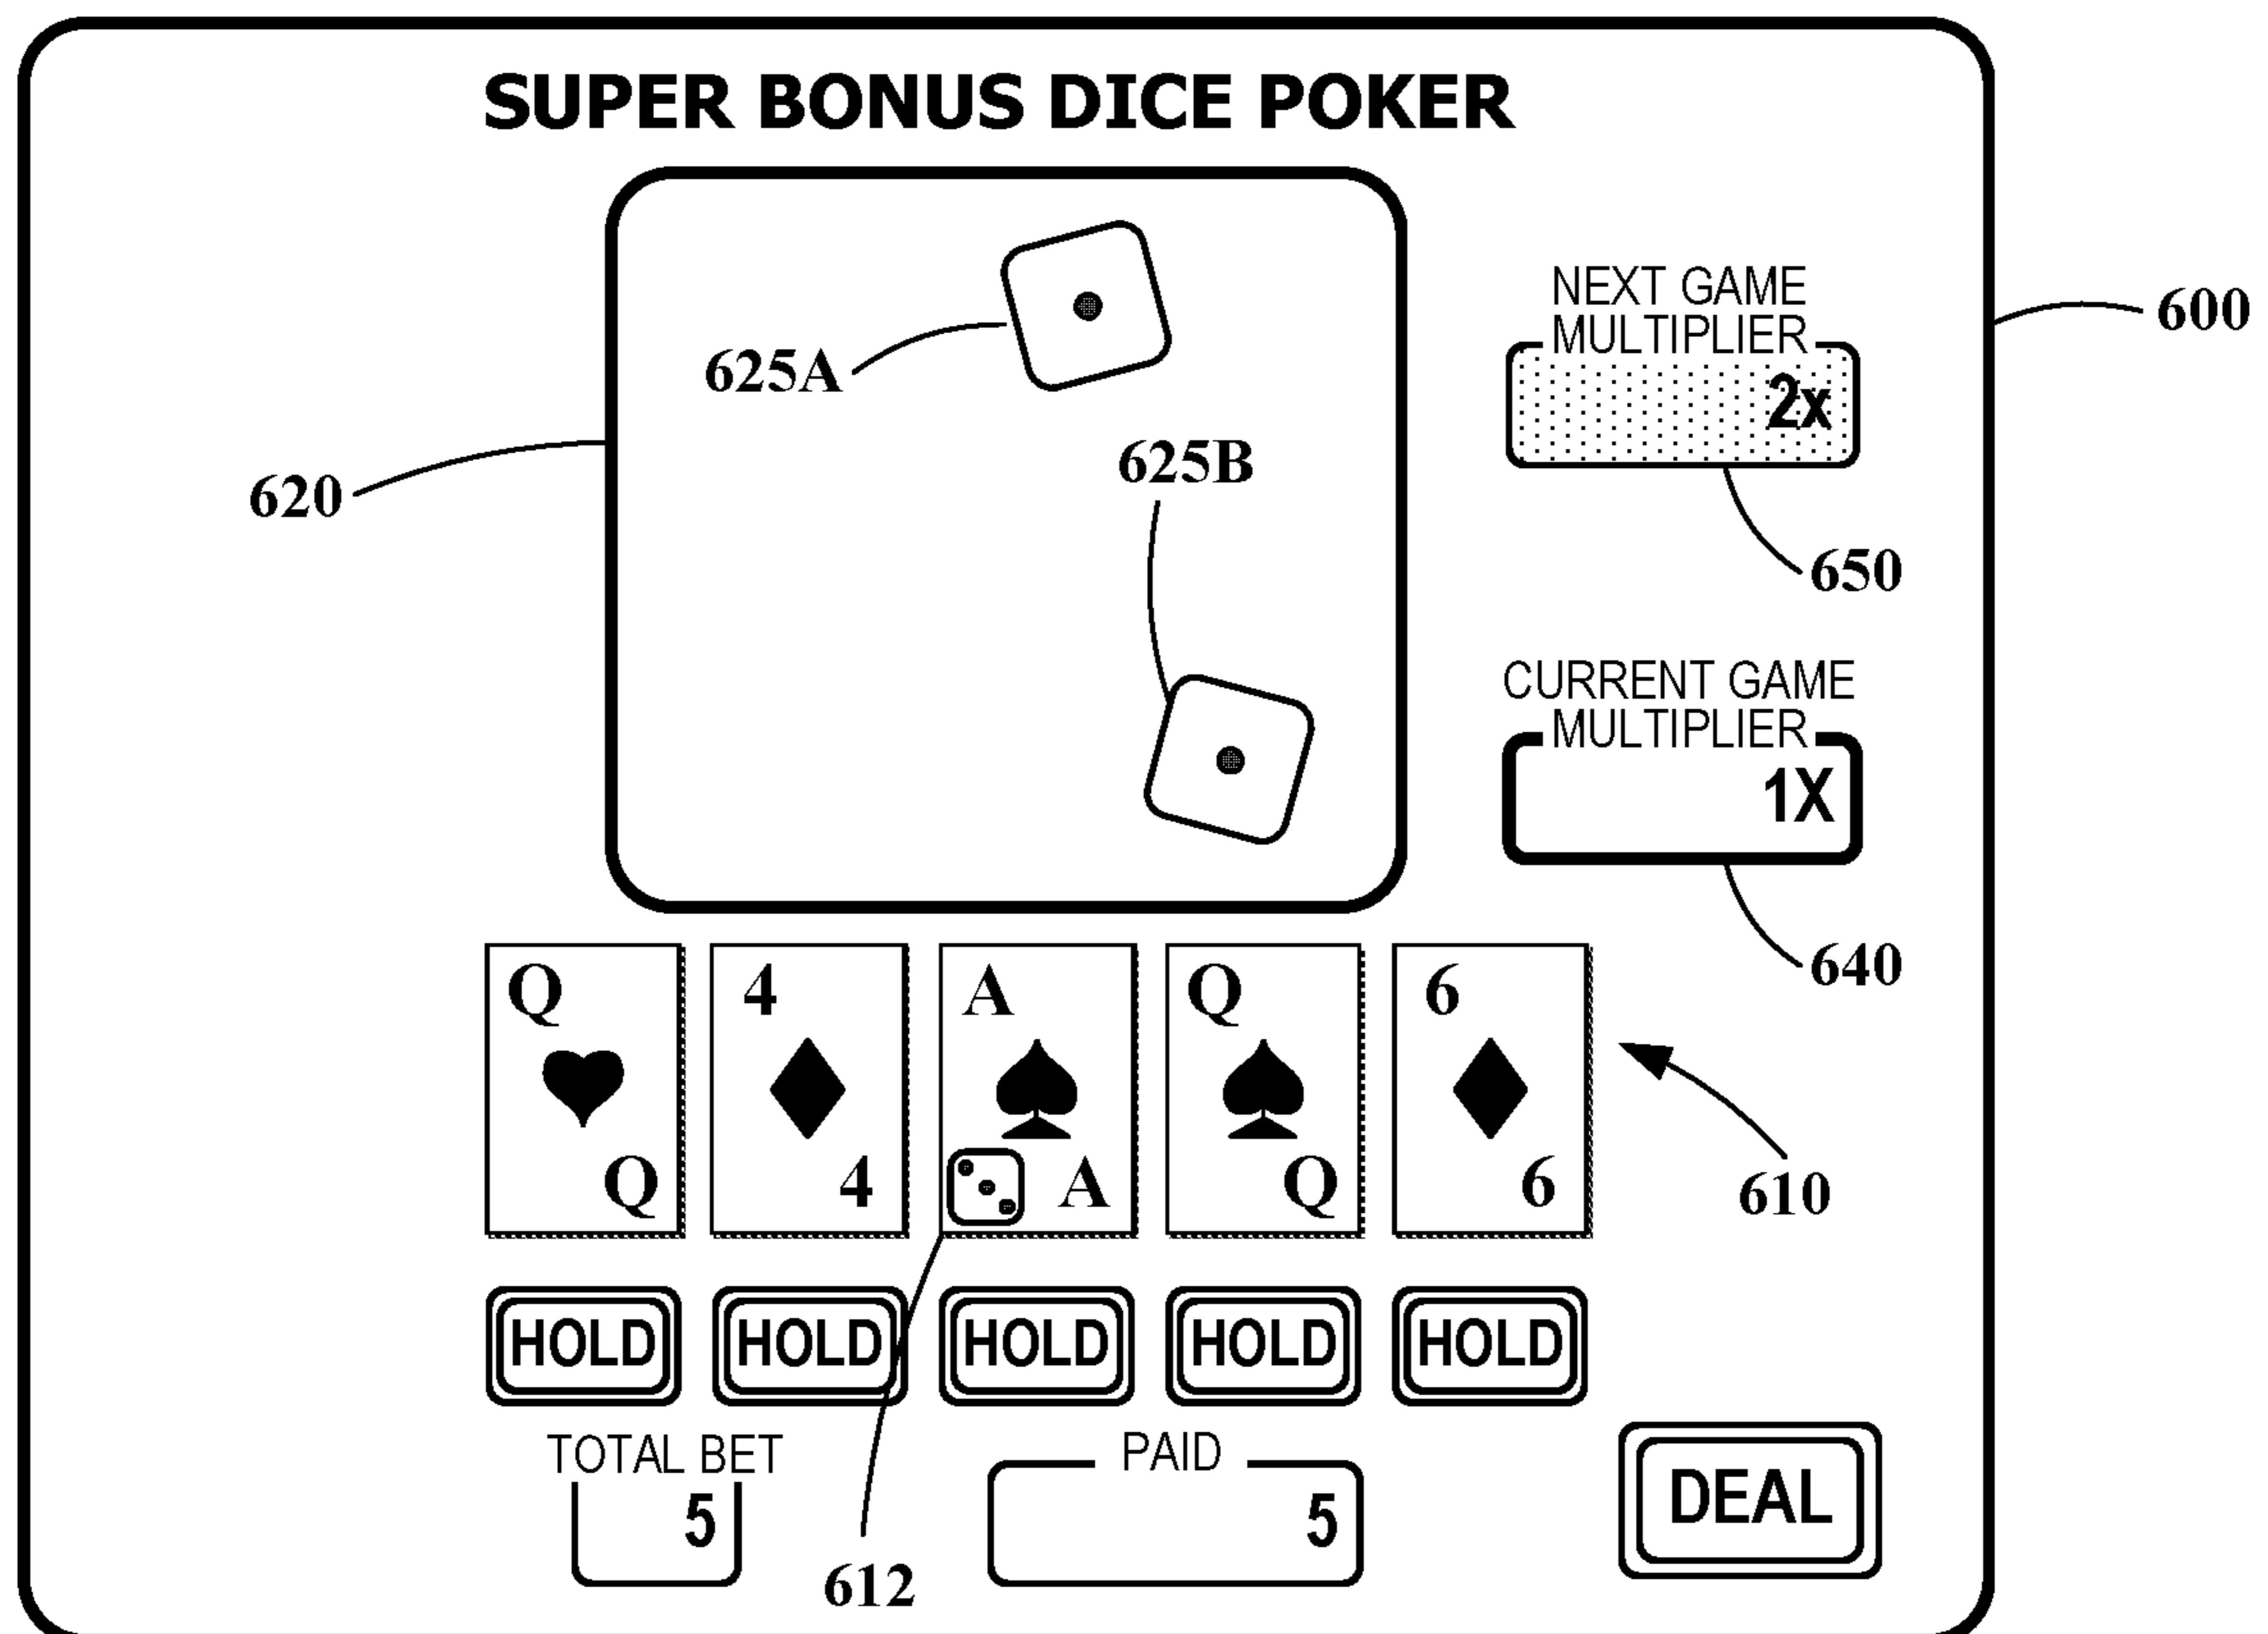 SUPER BONUS DICE POKER
NEXT GAME
MULTIPLIER
2x
600
625A
625B
620
650
CURRENT GAME
MULTIPLIER
1X
640
Q 4 A Q 6
Q 4 A Q 6
610
HOLD HOLD HOLD HOLD HOLD
TOTAL BET
5
PAID
5
DEAL
612